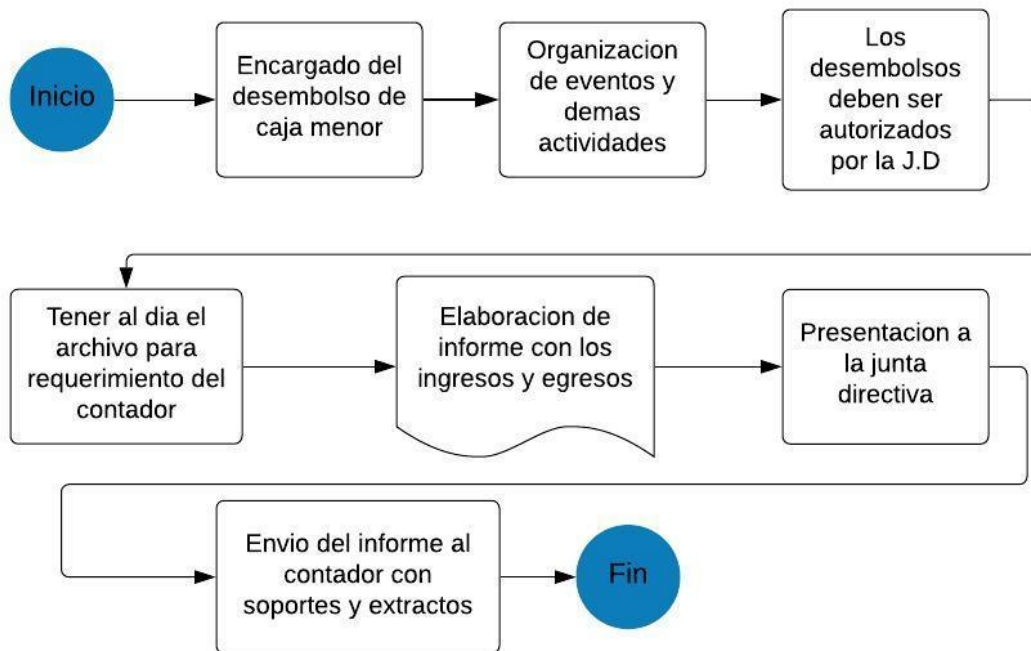 Inicio
Encargado del
desembolso de
caja menor
Organizacion
de eventos y
demas
actividades
Los
desembolsos
deben ser
autorizados
por la J.D
Tener al dia el
archivo para
requerimiento del
contador
Elaboracion de
informe con los
ingresos y egresos
Presentacion a
la junta
directiva
Envio del informe al
contador con
soportes y extractos
Fin